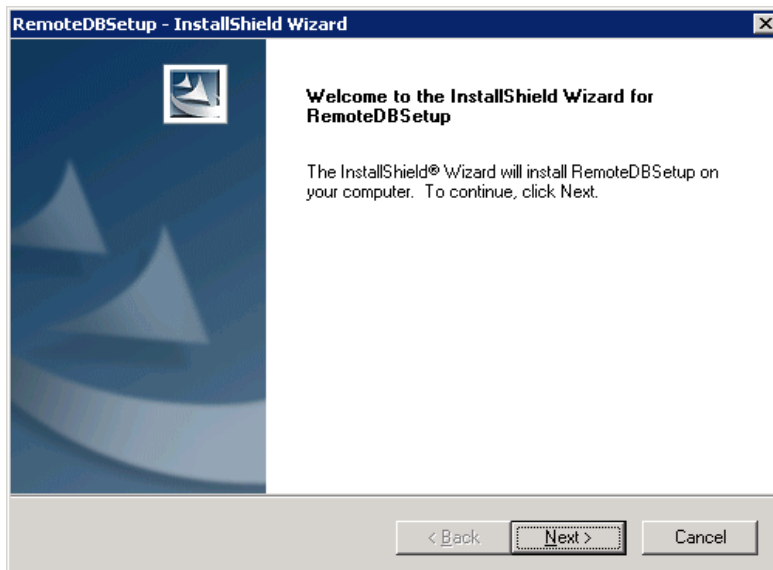 RemoteDBSetup - InstallShield Wizard
Welcome to the InstallShield Wizard for
RemoteDBSetup
The InstallShield® Wizard will install RemoteDBSetup on
your computer. To continue, click Next.
< Back
Next >
Cancel